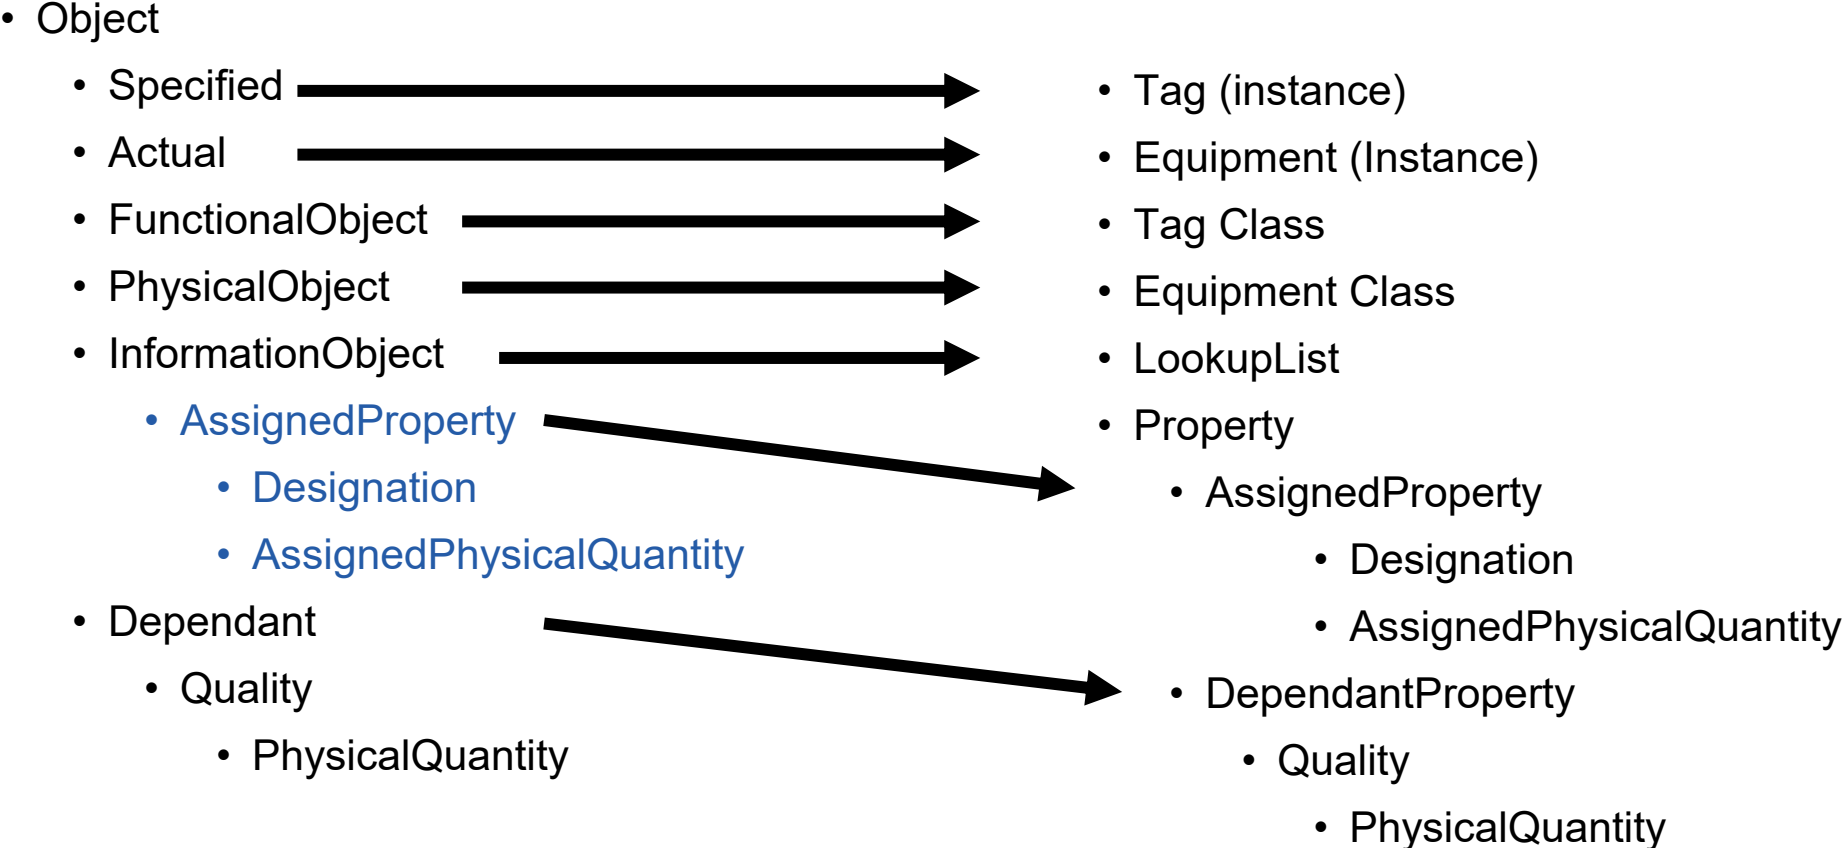 • Object
• Specified
• Actual
• FunctionalObject
• PhysicalObject
• InformationObject
• AssignedProperty
• Designation
• AssignedPhysicalQuantity
• Dependant
• Quality
• PhysicalQuantity
• Tag (instance)
• Equipment (Instance)
• Tag Class
• Equipment Class
• LookupList
• Property
• AssignedProperty
• Designation
• AssignedPhysicalQuantity
• DependantProperty
• Quality
• PhysicalQuantity